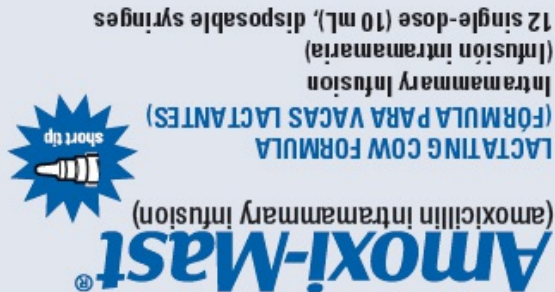 Amoxi-Mast®
(amoxicillin intramammary infusion)
LACTATING COW FORMULA
(FÓRMULA PARA VACAS LACTANTES)
Intramammary Infusion
(Infusión intramamaria)
12 single-dose (10 mL), disposable syringes
short tip